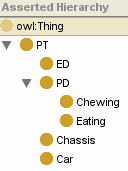 Asserted Hierarchy
owl:Thing
PT
ED
PD
Chewing
Eating
Chassis
Car